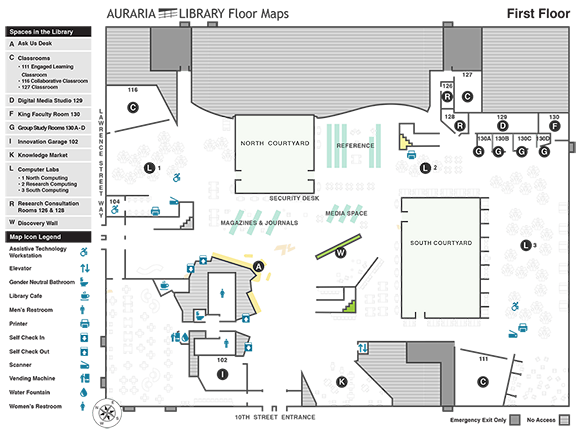 AURARIA LIBRARY Floor Maps
First Floor
Spaces in the Library
A Ask Us Desk
C Classrooms
• 111 Engaged Learning
Classroom
• 116 Collaborative Classroom
• 127 Classroom
D Digital Media Studio 129
F King Faculty Room 130
G Group Study Rooms 130 A - D
I Innovation Garage 102
K Knowledge Market
L Computer Labs
• 1 North Computing
• 2 Research Computing
• 3 South Computing
R Research Consultation
Rooms 126 & 128
W Discovery Wall
Map Icon Legend
Assistive Technology
Workstation
Elevator
Gender Neutral Bathroom
Library Cafe
Men's Restroom
Printer
Self Check In
Self Check Out
Scanner
Vending Machine
Water Fountain
Women's Restroom
116
C
LAWRENCE STREET WAY
L 1
104
NORTH COURTYARD
SECURITY DESK
REFERENCE
MAGAZINES & JOURNALS
MEDIA SPACE
126
R
127
C
128
R
129
D
130
F
130A
130B
130C
130D
G
G
G
G
L 2
SOUTH COURTYARD
L 3
A
W
102
I
K
111
C
10TH STREET ENTRANCE
Emergency Exit Only
No Access